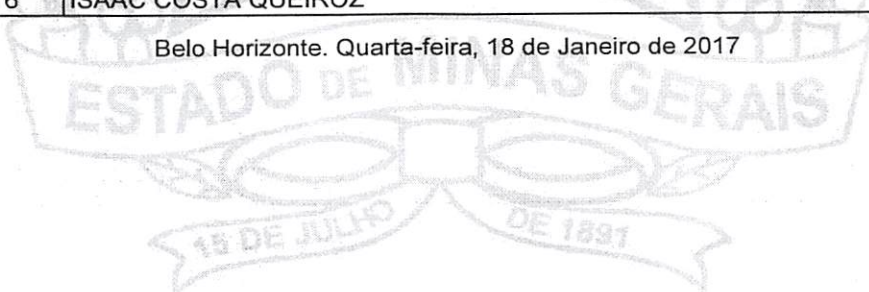 6 ISAAC COSTA QUEIROZ
Belo Horizonte. Quarta-feira, 18 de Janeiro de 2017
ESTADO DE MINAS GERAIS
15 DE JULHO DE 1891